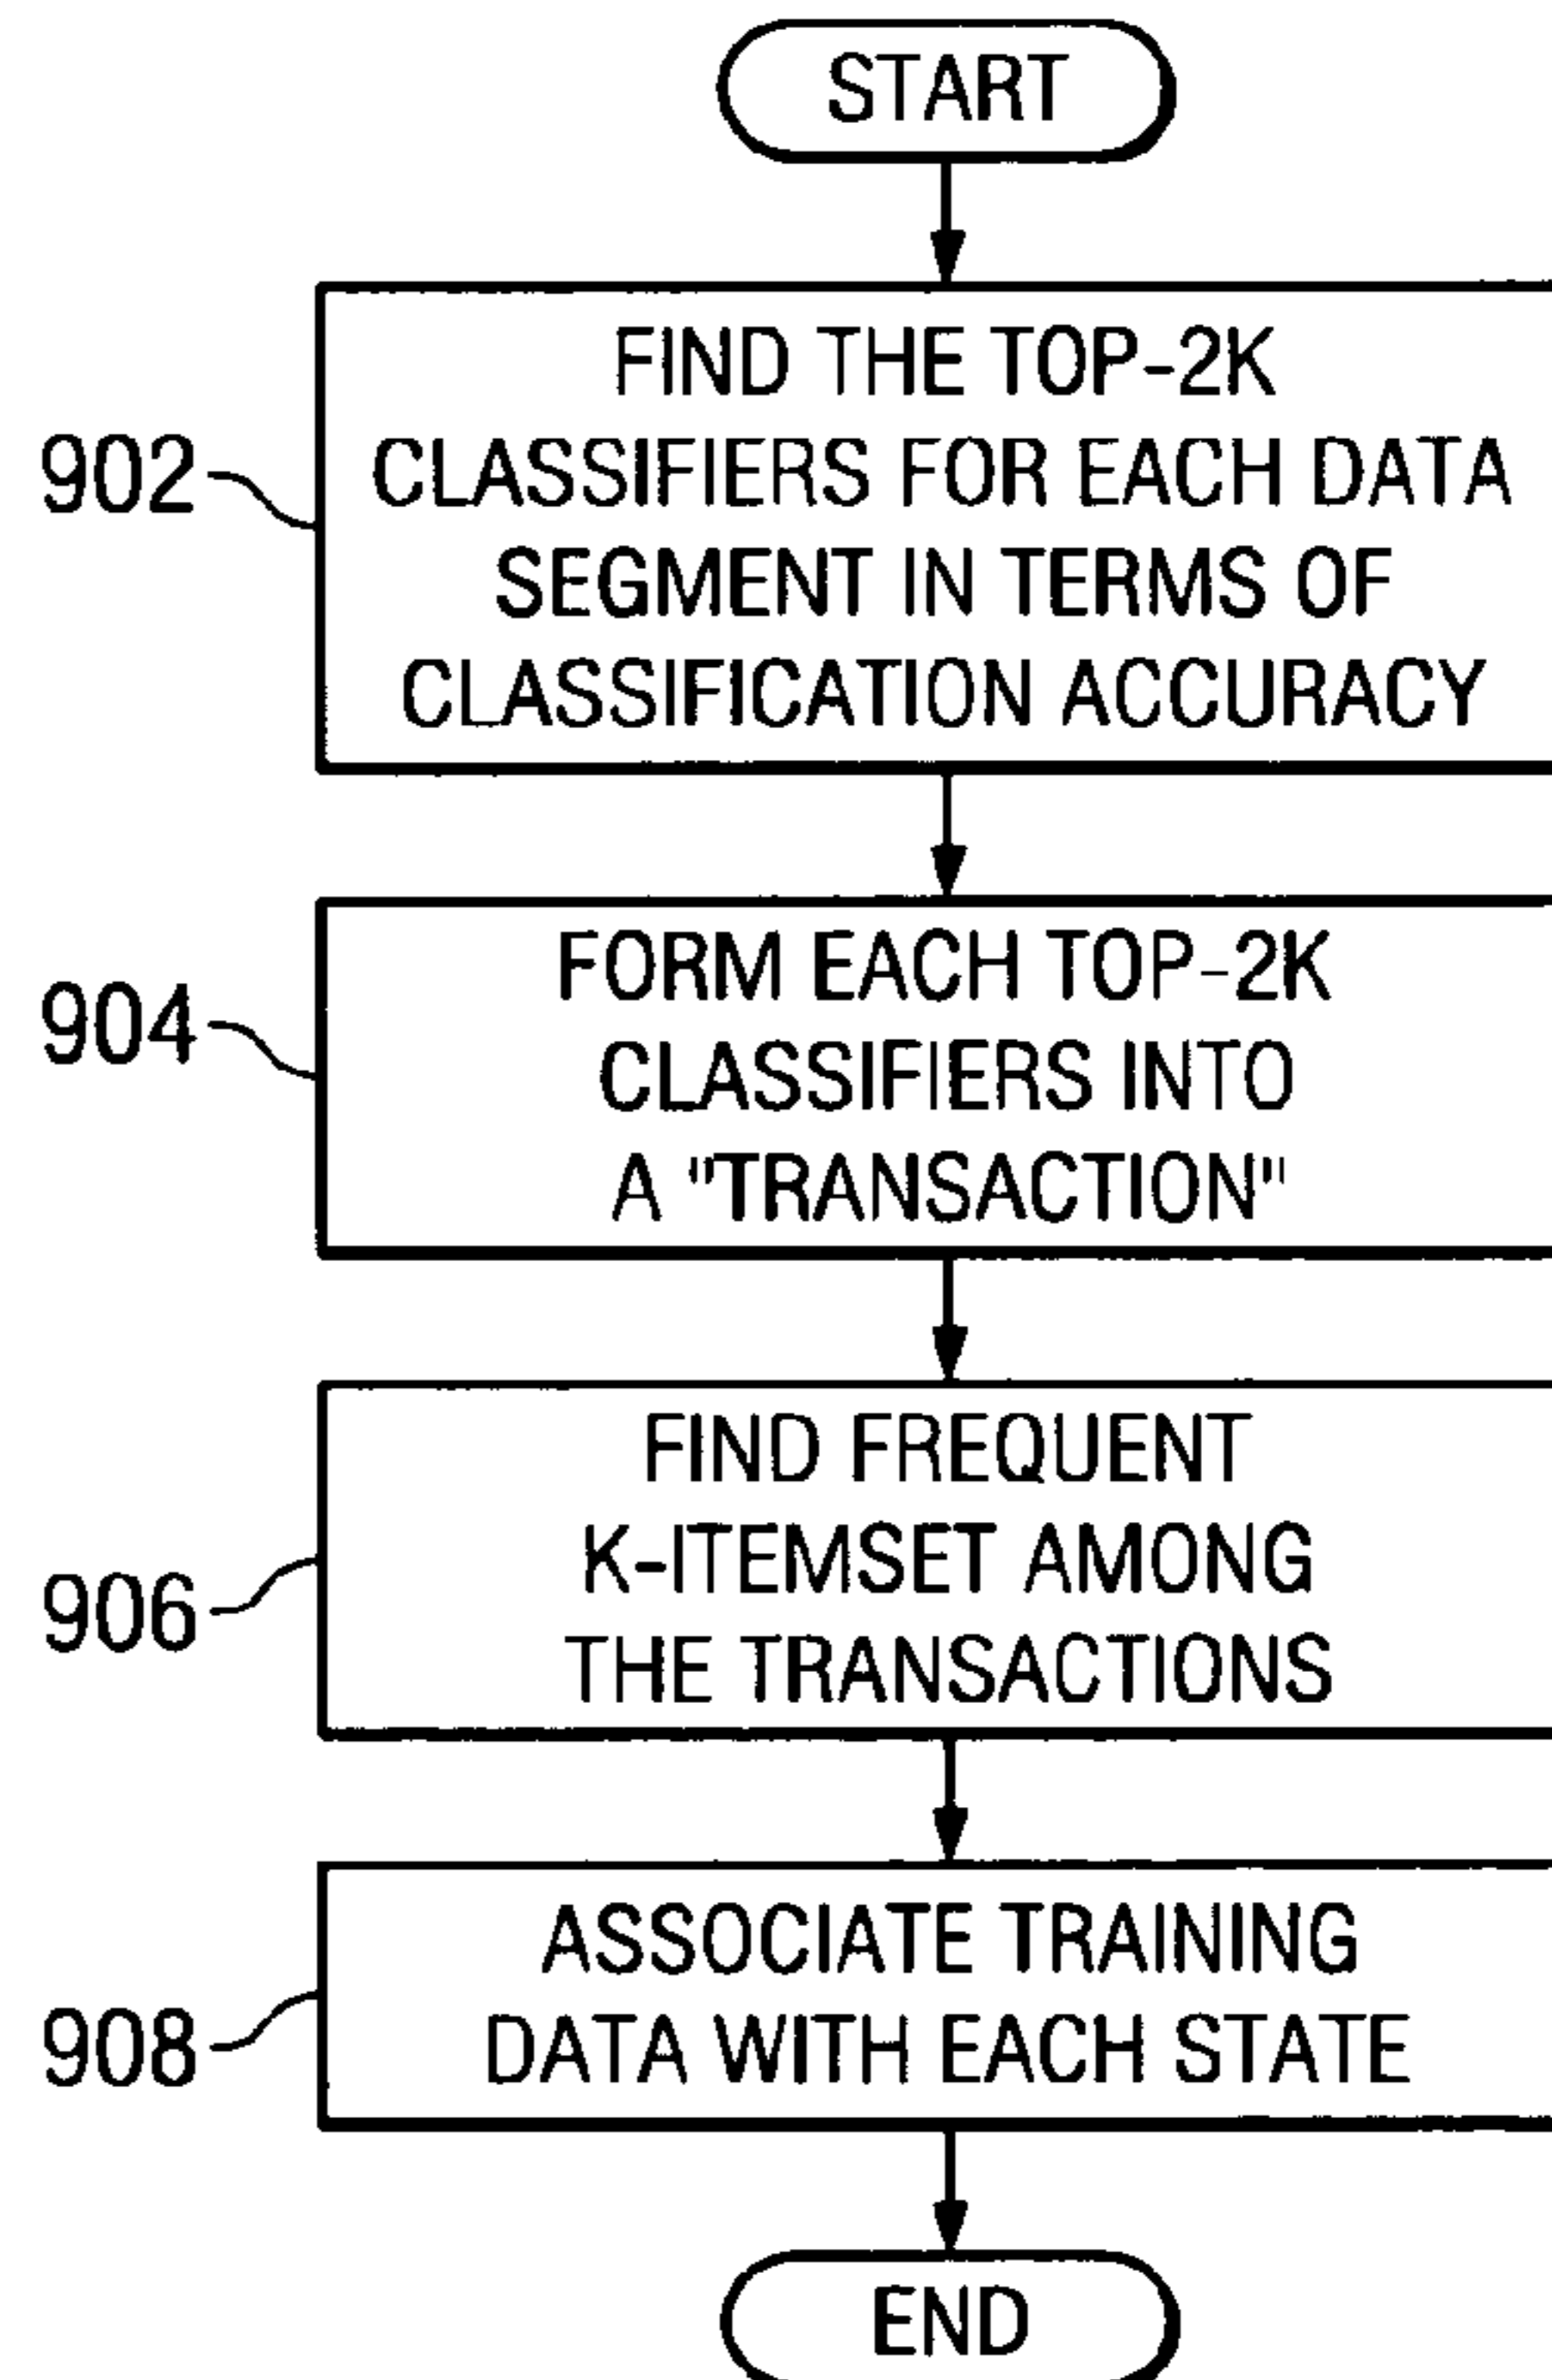 START
FIND THE TOP-2K
CLASSIFIERS FOR EACH DATA
SEGMENT IN TERMS OF
CLASSIFICATION ACCURACY
902
FORM EACH TOP-2K
CLASSIFIERS INTO
A "TRANSACTION"
904
FIND FREQUENT
K-ITEMSET AMONG
THE TRANSACTIONS
906
ASSOCIATE TRAINING
DATA WITH EACH STATE
908
END